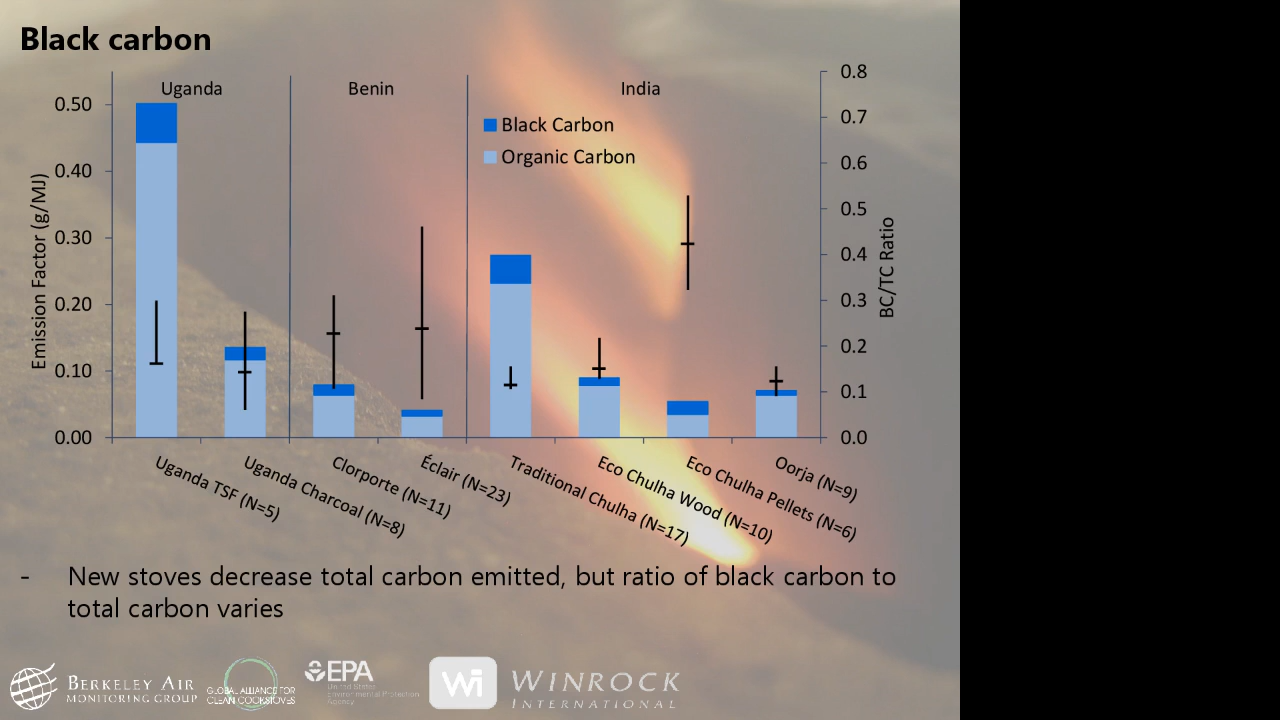 Black carbon
Uganda
Benin
India
Black Carbon
Organic Carbon
Emission Factor (g/MJ)
0.50
0.40
0.30
0.20
0.10
0.00
0.8
0.7
0.6
0.5
0.4
0.3
0.2
0.1
0.0
BC/TC Ratio
Uganda TSF (N=5)
Uganda Charcoal (N=8)
Clorporte (N=11)
Éclair (N=23)
Traditional Chulha (N=17)
Eco Chulha Wood (N=10)
Eco Chulha Pellets (N=6)
Oorja (N=9)
- New stoves decrease total carbon emitted, but ratio of black carbon to
total carbon varies
BERKELEY AIR
MONITORING GROUP
GLOBAL ALLIANCE FOR
CLEAN COOKSTOVES
EPA
United States
Environmental Protection
Agency
Wi
WINROCK
INTERNATIONAL